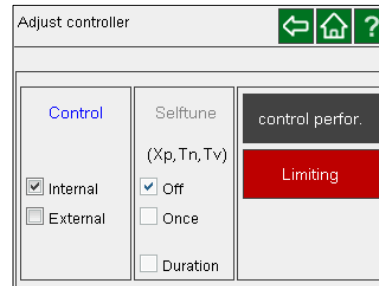 Adjust controller
?
Control
Internal
External
Selftune
(Xp,Tn,Tv)
Off
Once
Duration
control perfor.
Limiting